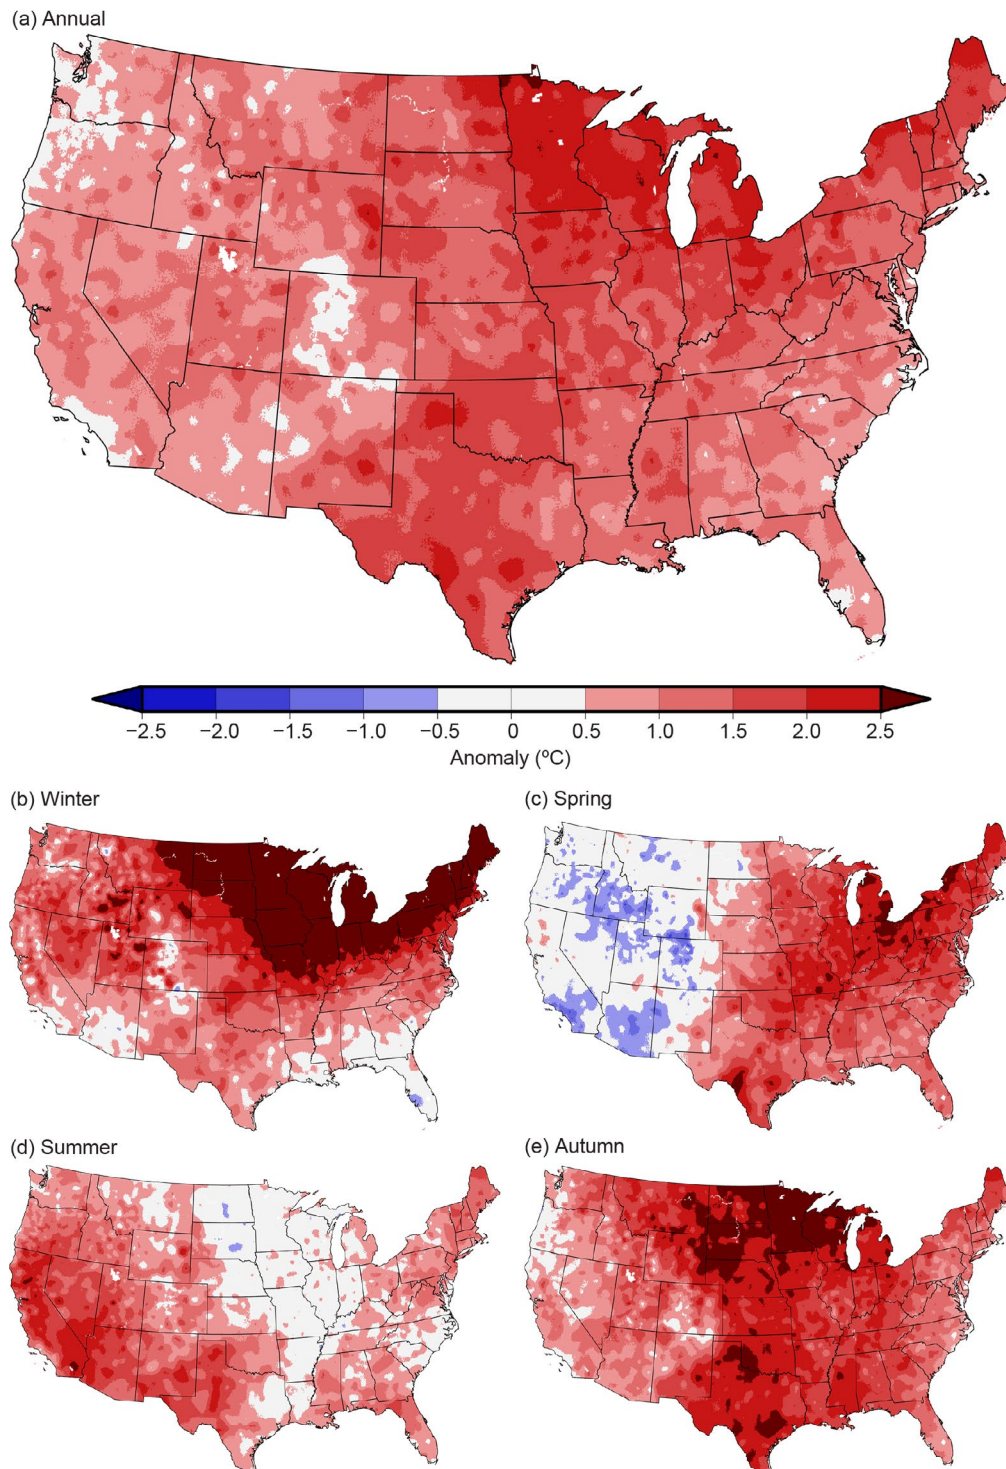 (a) Annual
−2.5 −2.0 −1.5 −1.0 −0.5 0 0.5 1.0 1.5 2.0 2.5
Anomaly (ºC)
(b) Winter
(c) Spring
(d) Summer
(e) Autumn